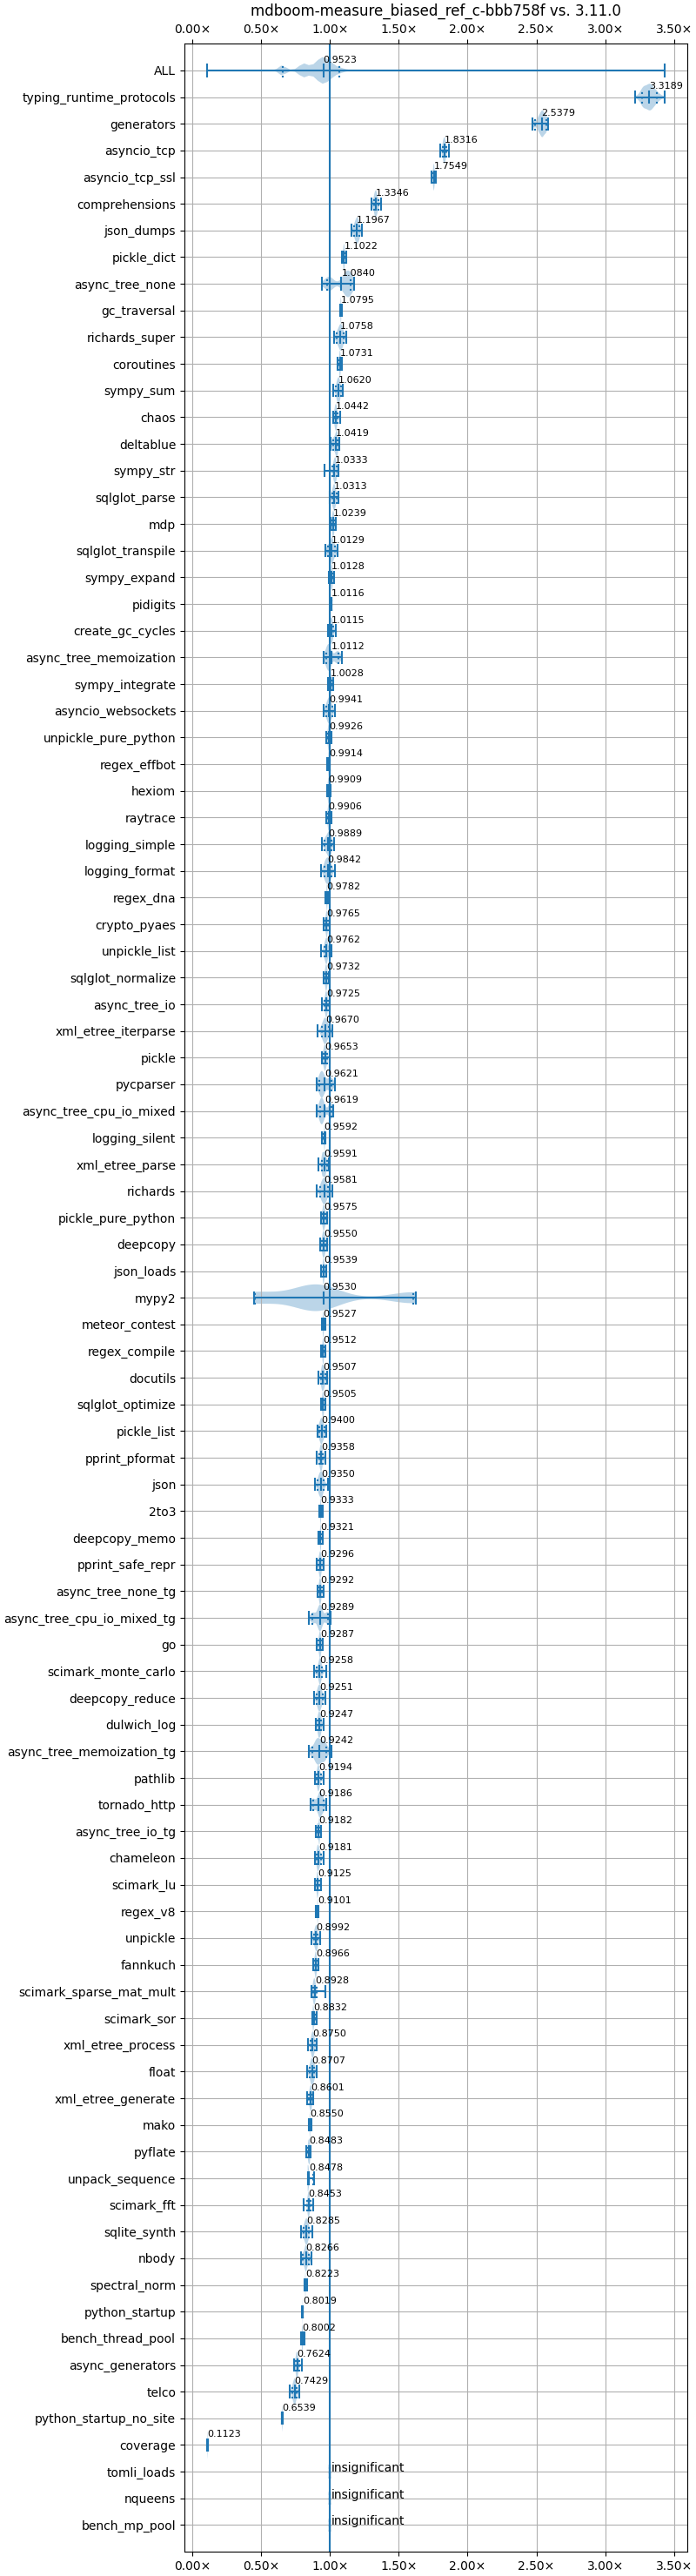 mdboom-measure_biased_ref_c-bbb758f vs. 3.11.0
0.00× 0.50× 1.00× 1.50× 2.00× 2.50× 3.00× 3.50×
ALL 0.9523
typing_runtime_protocols 3.3189
generators 2.5379
asyncio_tcp 1.8316
asyncio_tcp_ssl 1.7549
comprehensions 1.3346
json_dumps 1.1967
pickle_dict 1.1022
async_tree_none 1.0840
gc_traversal 1.0795
richards_super 1.0758
coroutines 1.0731
sympy_sum 1.0620
chaos 1.0442
deltablue 1.0419
sympy_str 1.0333
sqlglot_parse 1.0313
mdp 1.0239
sqlglot_transpile 1.0129
sympy_expand 1.0128
pidigits 1.0116
create_gc_cycles 1.0115
async_tree_memoization 1.0112
sympy_integrate 1.0028
asyncio_websockets 0.9941
unpickle_pure_python 0.9926
regex_effbot 0.9914
hexiom 0.9909
raytrace 0.9906
logging_simple 0.9889
logging_format 0.9842
regex_dna 0.9782
crypto_pyaes 0.9765
unpickle_list 0.9762
sqlglot_normalize 0.9732
async_tree_io 0.9725
xml_etree_iterparse 0.9670
pickle 0.9653
pycparser 0.9621
async_tree_cpu_io_mixed 0.9619
logging_silent 0.9592
xml_etree_parse 0.9591
richards 0.9581
pickle_pure_python 0.9575
deepcopy 0.9550
json_loads 0.9539
mypy2 0.9530
meteor_contest 0.9527
regex_compile 0.9512
docutils 0.9507
sqlglot_optimize 0.9505
pickle_list 0.9400
pprint_pformat 0.9358
json 0.9350
2to3 0.9333
deepcopy_memo 0.9321
pprint_safe_repr 0.9296
async_tree_none_tg 0.9292
async_tree_cpu_io_mixed_tg 0.9289
go 0.9287
scimark_monte_carlo 0.9258
deepcopy_reduce 0.9251
dulwich_log 0.9247
async_tree_memoization_tg 0.9242
pathlib 0.9194
tornado_http 0.9186
async_tree_io_tg 0.9182
chameleon 0.9181
scimark_lu 0.9125
regex_v8 0.9101
unpickle 0.8992
fannkuch 0.8966
scimark_sparse_mat_mult 0.8928
scimark_sor 0.8832
xml_etree_process 0.8750
float 0.8707
xml_etree_generate 0.8601
mako 0.8550
pyflate 0.8483
unpack_sequence 0.8478
scimark_fft 0.8453
sqlite_synth 0.8285
nbody 0.8266
spectral_norm 0.8223
python_startup 0.8019
bench_thread_pool 0.8002
async_generators 0.7624
telco 0.7429
python_startup_no_site 0.6539
coverage 0.1123
tomli_loads insignificant
nqueens insignificant
bench_mp_pool insignificant
0.00× 0.50× 1.00× 1.50× 2.00× 2.50× 3.00× 3.50×